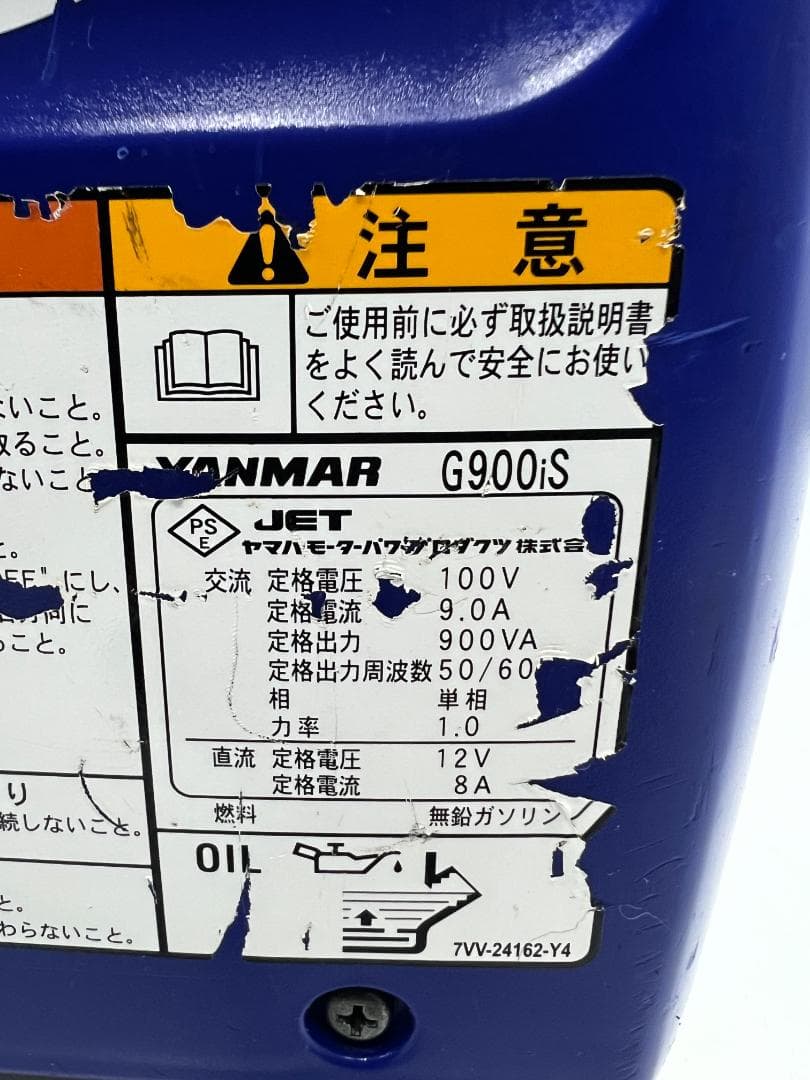 注 意
ご使用前に必ず取扱説明書
をよく読んで安全にお使い
ください。
YANMAR G900iS
PS
E
JET
ヤマハモーターパワープロダクツ株式会
交流 定格電圧 100V
定格電流 9.0A
定格出力 900VA
定格出力周波数 50/60
相 単相
力率 1.0
直流 定格電圧 12V
定格電流 8A
燃料 無鉛ガソリン
OIL
7VV-24162-Y4
ないこと。
取ること。
ないこと
と。
にし、
こと。
り
続しないこと。
と。
わらないこと。